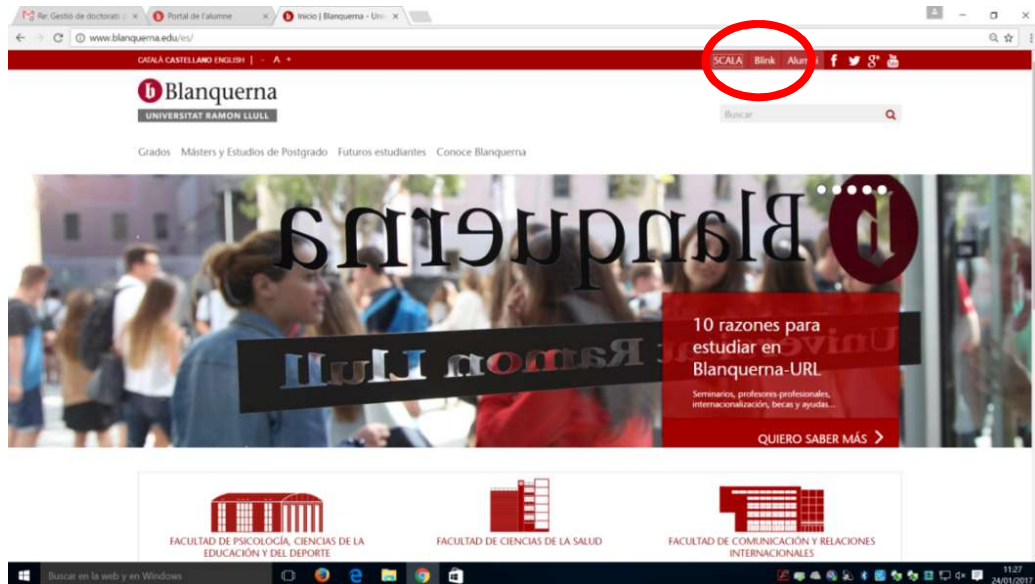 Re: Gestió de doctorats
Portal de l'alumne
Inicio | Blanquerna - Uni
www.blanquerna.edu/es/
CATALÀ CASTELLANO ENGLISH | - A +
SCALA Blink Alumni
Blanquerna
UNIVERSITAT RAMON LLULL
Buscar
Grados Másters y Estudios de Postgrado Futuros estudiantes Conoce Blanquerna
Blanquerna
Universitat Ramon Llull
10 razones para
estudiar en
Blanquerna-URL
Seminarios, profesores-profesionales,
internacionalización, becas y ayudas...
QUIERO SABER MÁS
FACULTAD DE PSICOLOGÍA, CIENCIAS DE LA
EDUCACIÓN Y DEL DEPORTE
FACULTAD DE CIENCIAS DE LA SALUD
FACULTAD DE COMUNICACIÓN Y RELACIONES
INTERNACIONALES
Buscar en la web y en Windows
11:27